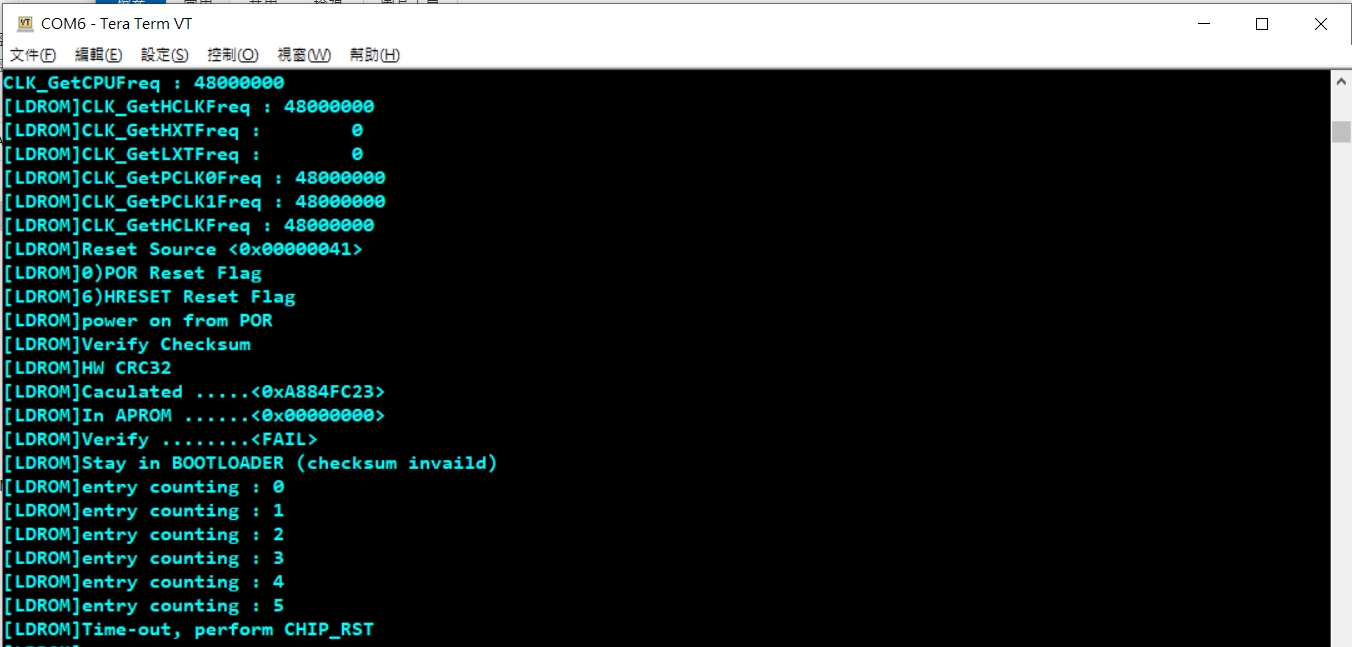 COM6 - Tera Term VT
文件(F) 編輯(E) 設定(S) 控制(O) 視窗(W) 幫助(H)
CLK_GetCPUFreq : 48000000
[LDROM]CLK_GetHCLKFreq : 48000000
[LDROM]CLK_GetHXTFreq :        0
[LDROM]CLK_GetLXTFreq :        0
[LDROM]CLK_GetPCLK0Freq : 48000000
[LDROM]CLK_GetPCLK1Freq : 48000000
[LDROM]CLK_GetHCLKFreq : 48000000
[LDROM]Reset Source <0x00000041>
[LDROM]0)POR Reset Flag
[LDROM]6)HRESET Reset Flag
[LDROM]power on from POR
[LDROM]Verify Checksum
[LDROM]HW CRC32
[LDROM]Caculated .....<0xA884FC23>
[LDROM]In APROM ......<0x00000000>
[LDROM]Verify ........<FAIL>
[LDROM]Stay in BOOTLOADER (checksum invaild)
[LDROM]entry counting : 0
[LDROM]entry counting : 1
[LDROM]entry counting : 2
[LDROM]entry counting : 3
[LDROM]entry counting : 4
[LDROM]entry counting : 5
[LDROM]Time-out, perform CHIP_RST